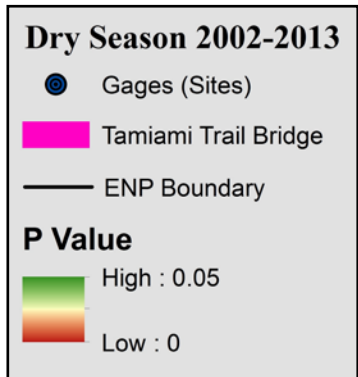 Dry Season 2002-2013
Gages (Sites)
Tamiami Trail Bridge
ENP Boundary
P Value
High : 0.05
Low : 0